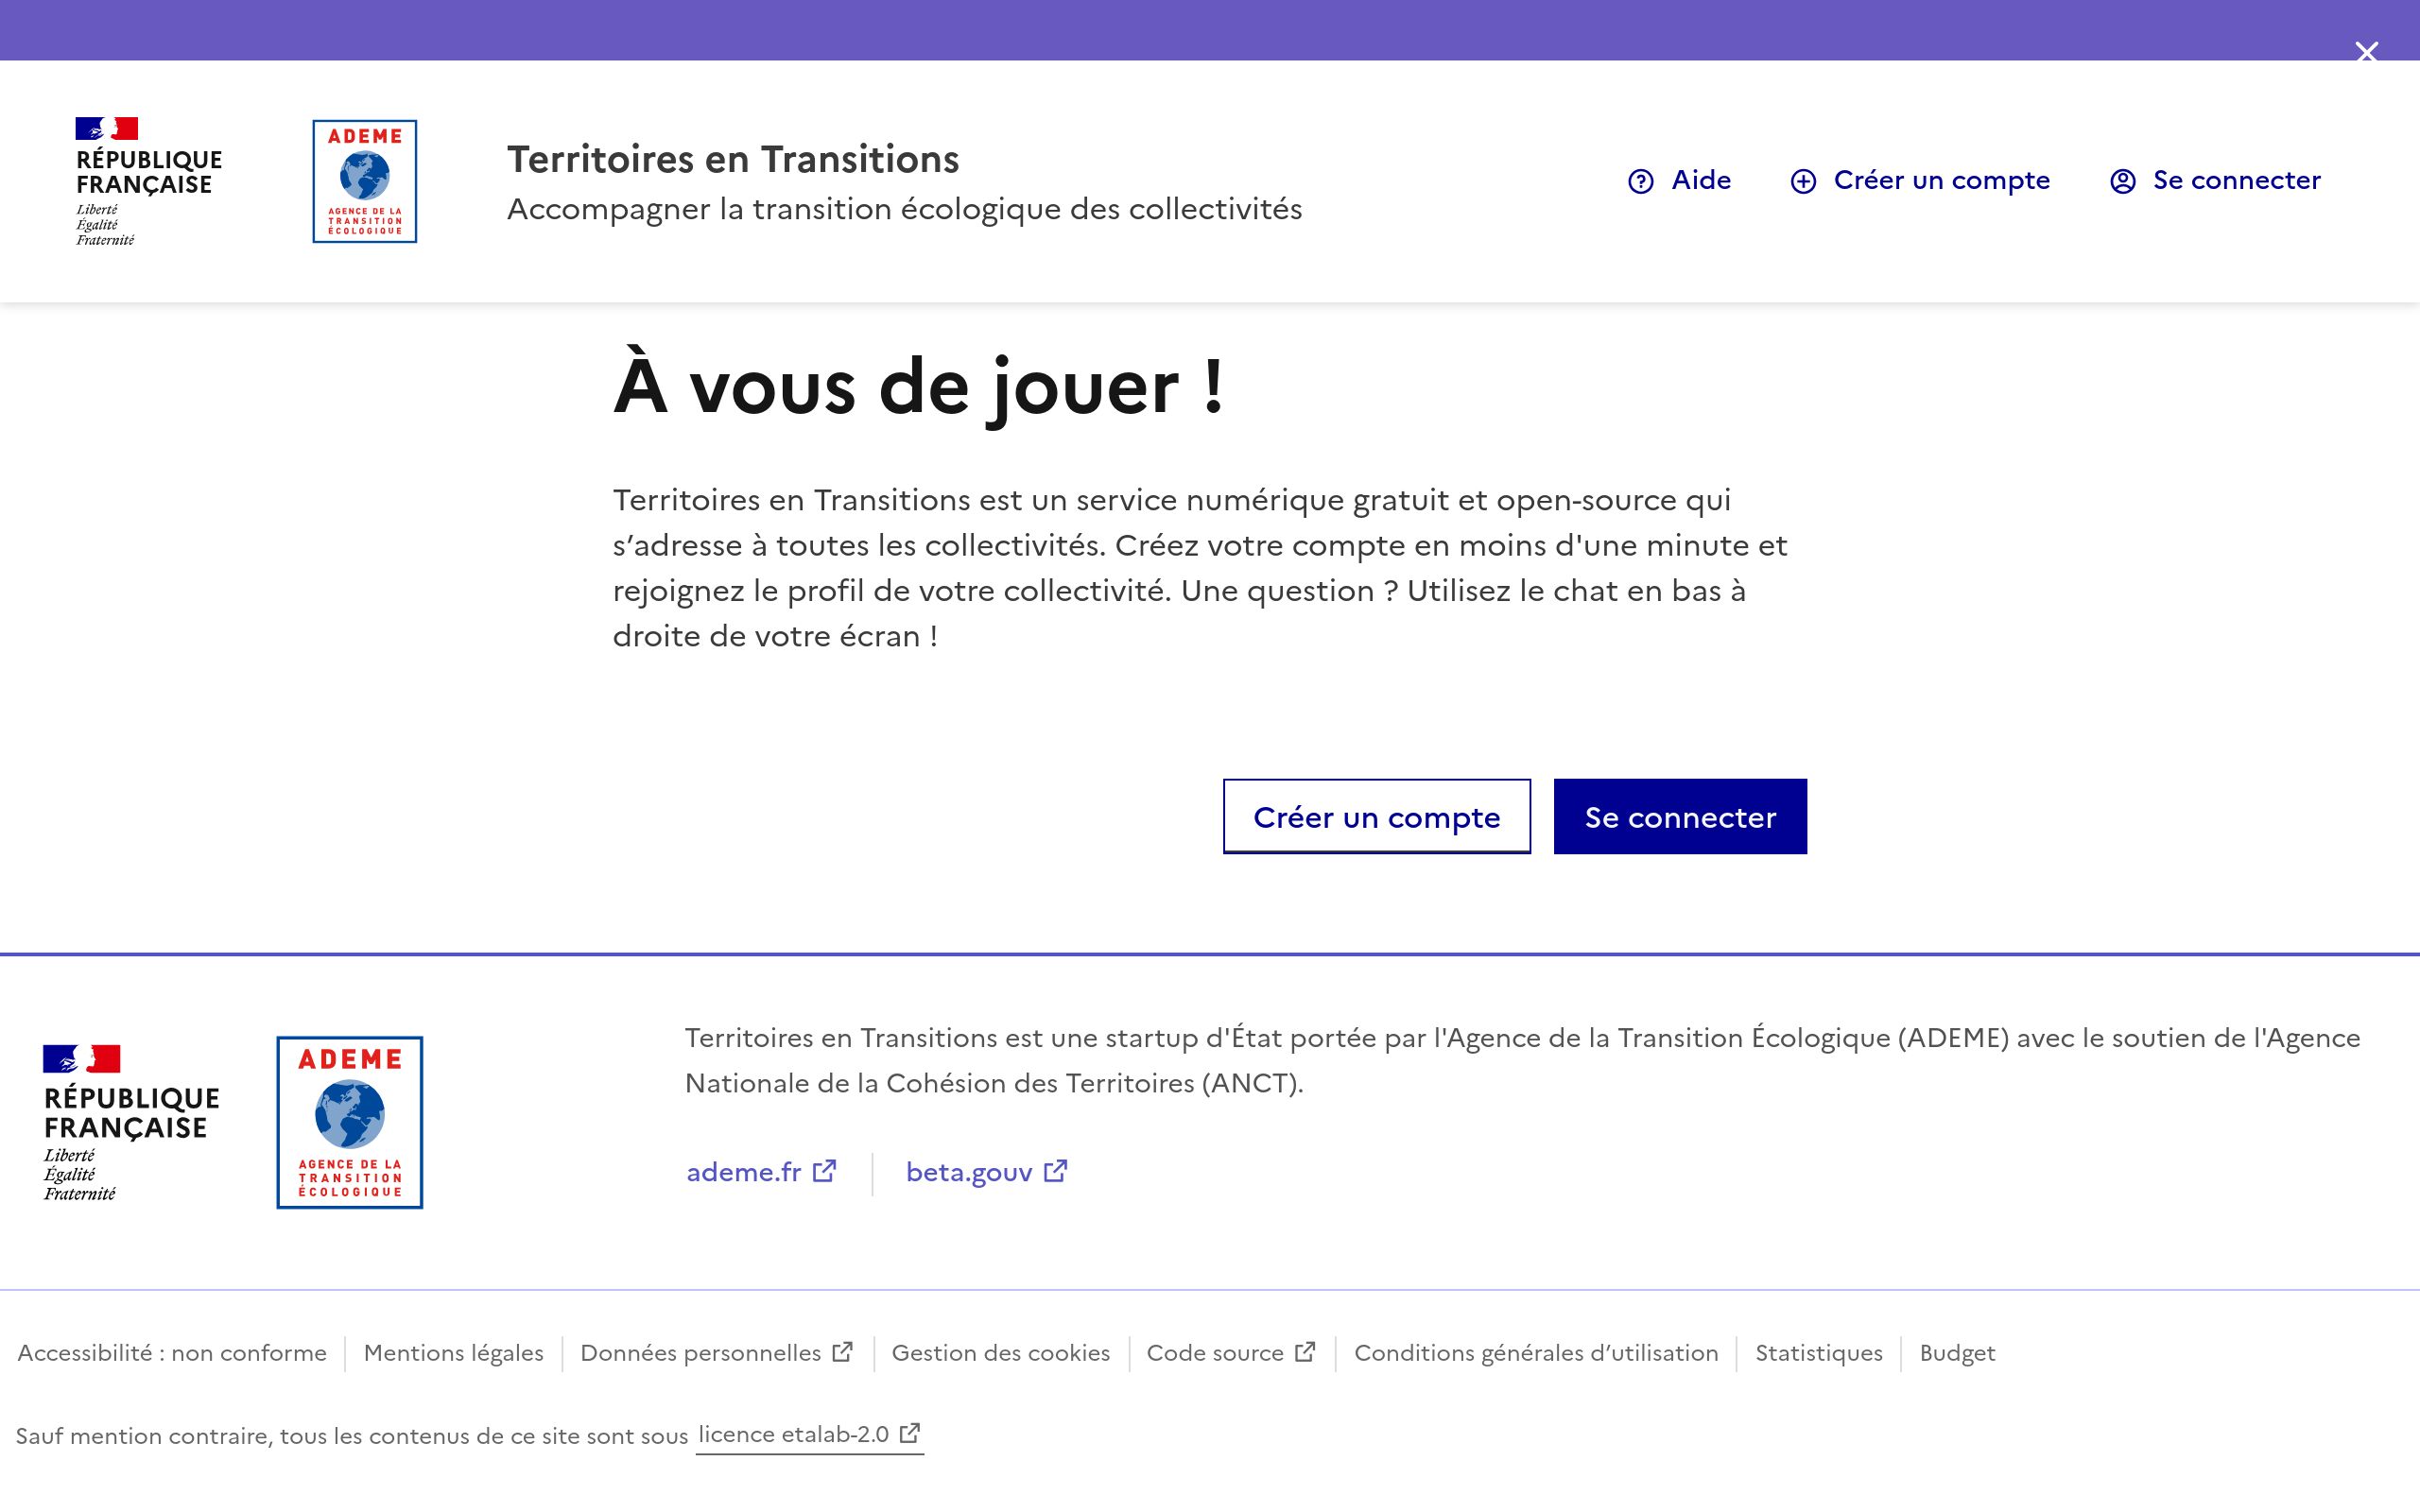 RÉPUBLIQUE
FRANÇAISE
Liberté
Égalité
Fraternité
ADEME
AGENCE DE LA
TRANSITION
ÉCOLOGIQUE
Territoires en Transitions
Accompagner la transition écologique des collectivités
Aide
Créer un compte
Se connecter
À vous de jouer !
Territoires en Transitions est un service numérique gratuit et open-source qui
s’adresse à toutes les collectivités. Créez votre compte en moins d'une minute et
rejoignez le profil de votre collectivité. Une question ? Utilisez le chat en bas à
droite de votre écran !
Créer un compte
Se connecter
RÉPUBLIQUE
FRANÇAISE
Liberté
Égalité
Fraternité
ADEME
AGENCE DE LA
TRANSITION
ÉCOLOGIQUE
Territoires en Transitions est une startup d'État portée par l'Agence de la Transition Écologique (ADEME) avec le soutien de l'Agence
Nationale de la Cohésion des Territoires (ANCT).
ademe.fr
beta.gouv
Accessibilité : non conforme
Mentions légales
Données personnelles
Gestion des cookies
Code source
Conditions générales d’utilisation
Statistiques
Budget
Sauf mention contraire, tous les contenus de ce site sont sous licence etalab-2.0